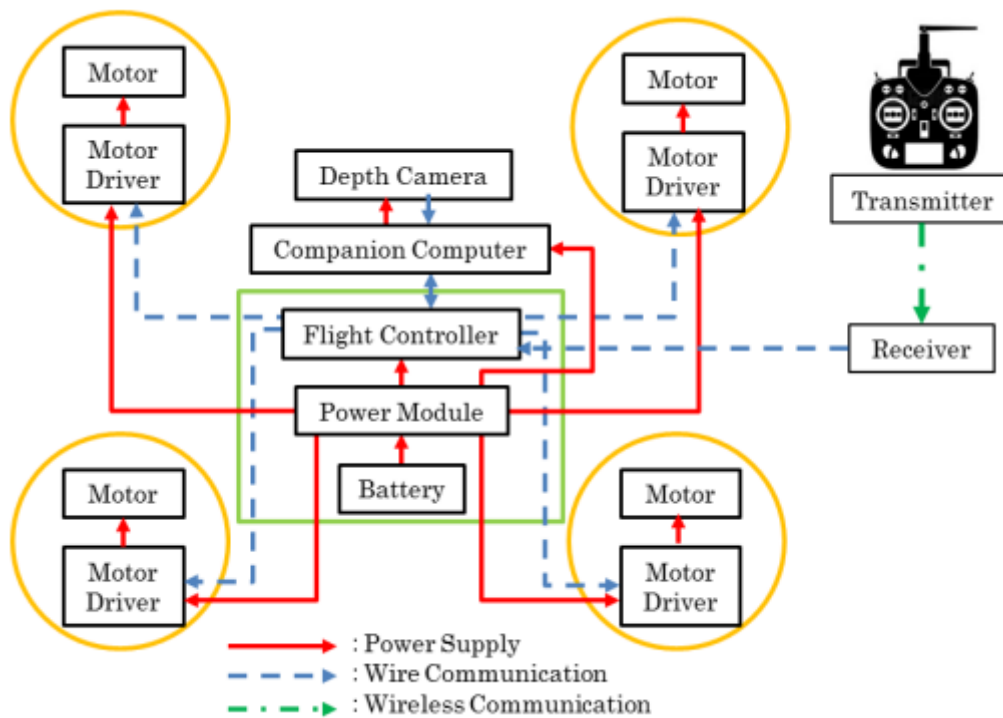 Motor
Motor
Driver
Motor
Motor
Driver
Depth Camera
Companion Computer
Transmitter
Flight Controller
Receiver
Power Module
Battery
Motor
Motor
Driver
Motor
Motor
Driver
: Power Supply
: Wire Communication
: Wireless Communication